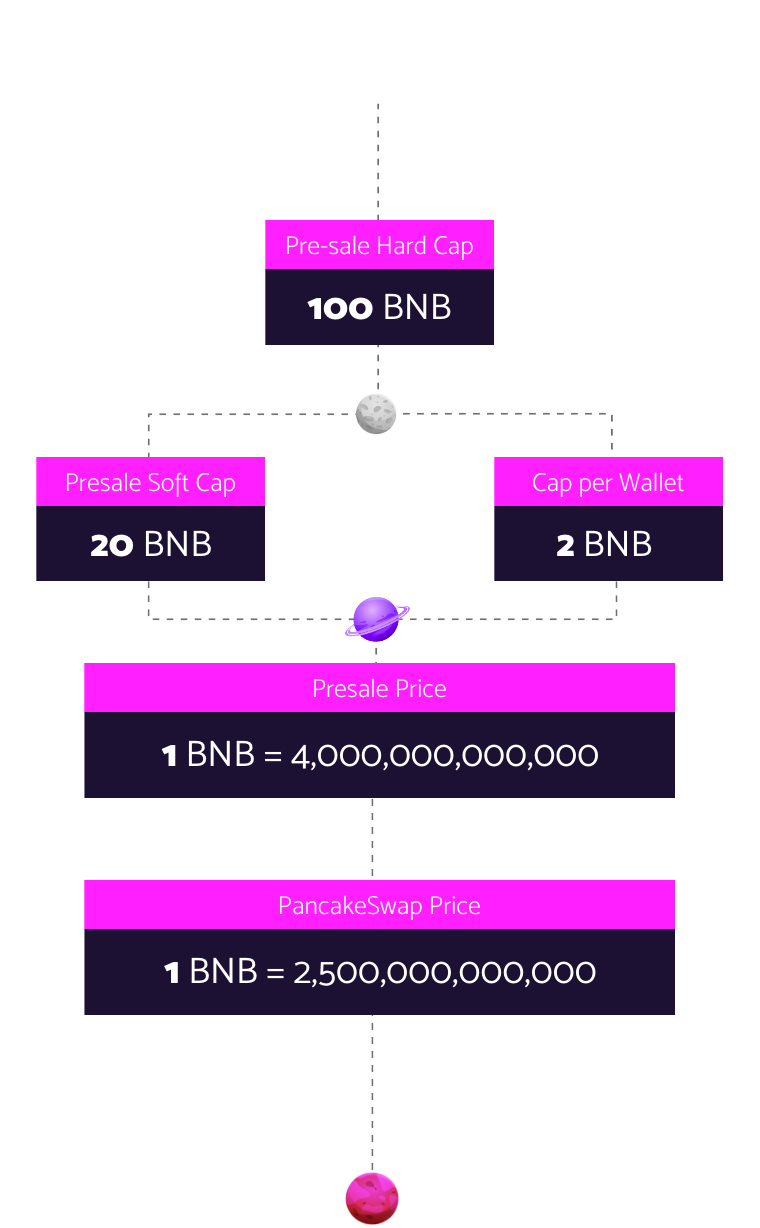 Pre-sale Hard Cap
100 BNB
Presale Soft Cap
20 BNB
Cap per Wallet
2 BNB
Presale Price
1 BNB = 4,000,000,000,000
PancakeSwap Price
1 BNB = 2,500,000,000,000